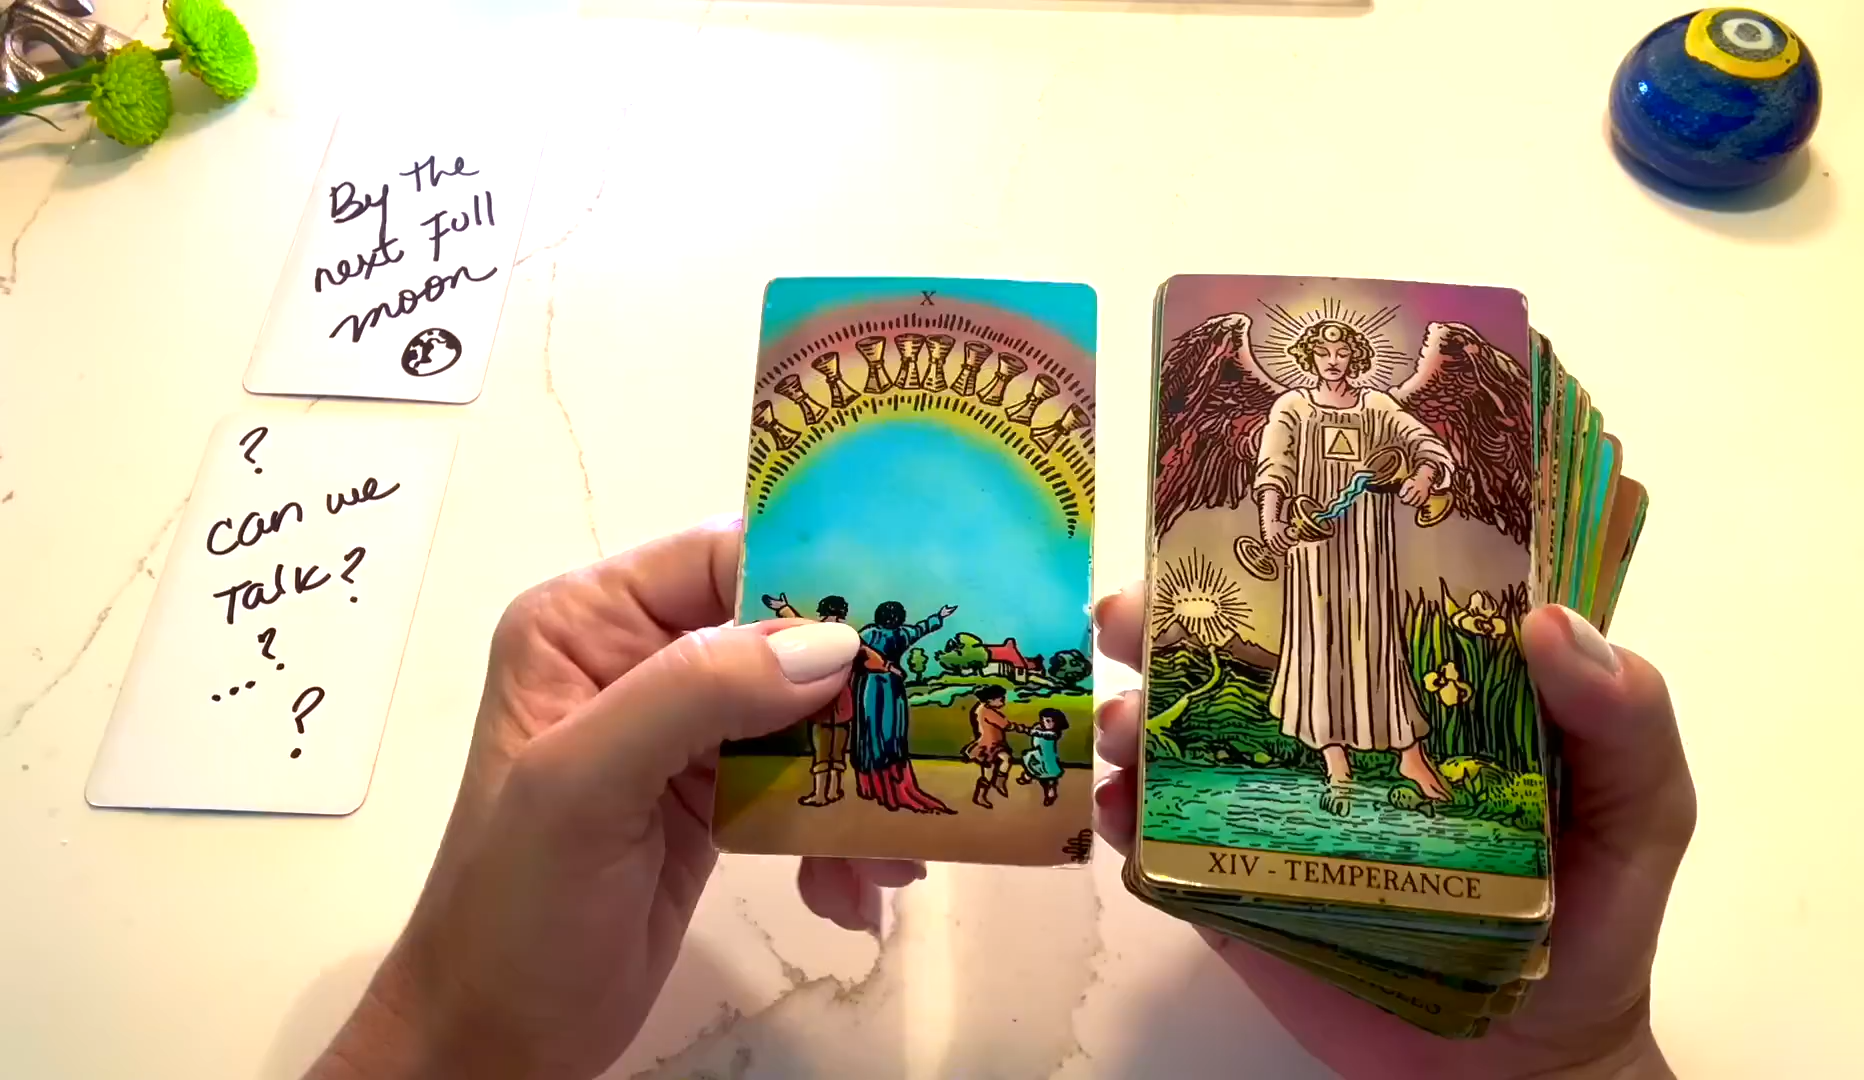 By the
next Full
moon
?
Can we
Talk?
?
...
?
X
XIV - TEMPERANCE